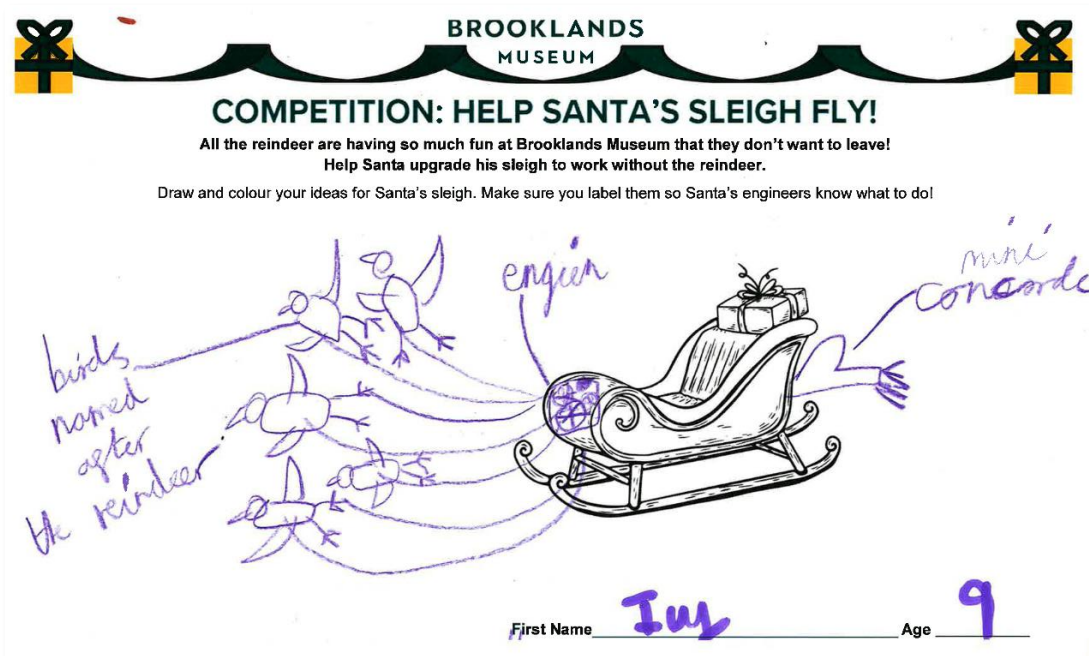 BROOKLANDS
MUSEUM
COMPETITION: HELP SANTA'S SLEIGH FLY!
All the reindeer are having so much fun at Brooklands Museum that they don't want to leave!
Help Santa upgrade his sleigh to work without the reindeer.
Draw and colour your ideas for Santa's sleigh. Make sure you label them so Santa's engineers know what to do!
engien
mini
concorde
birds
named
after
the reindeer
First Name Ivy Age 9